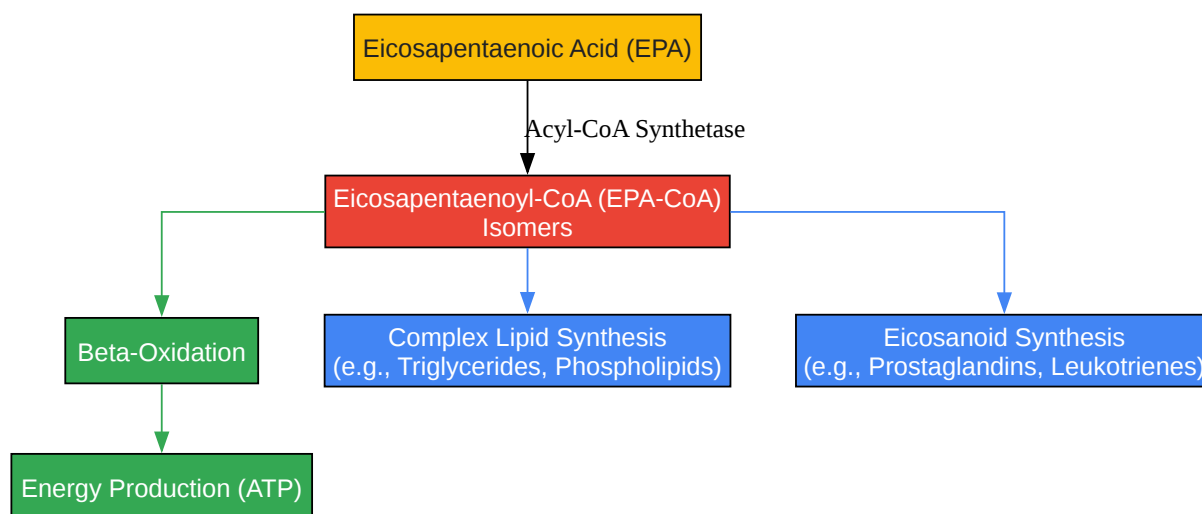 Eicosapentaenoic Acid (EPA)
Acyl-CoA Synthetase
Eicosapentaenoyl-CoA (EPA-CoA)
Isomers
Beta-Oxidation
Complex Lipid Synthesis
(e.g., Triglycerides, Phospholipids)
Eicosanoid Synthesis
(e.g., Prostaglandins, Leukotrienes)
Energy Production (ATP)